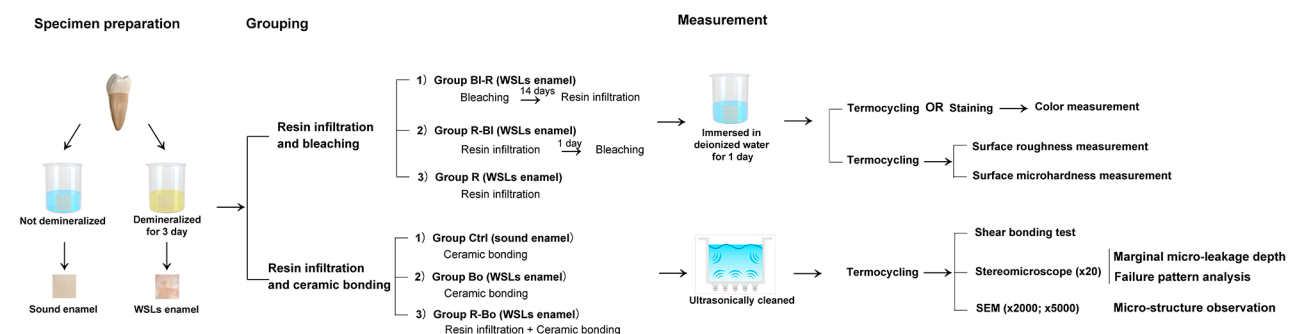 Specimen preparation
Grouping
Measurement
Not demineralized
Demineralized
for 3 day
Sound enamel
WSLs enamel
Resin infiltration
and bleaching
1) Group Bl-R (WSLs enamel)
Bleaching 14 days Resin infiltration
2) Group R-Bl (WSLs enamel)
Resin infiltration 1 day Bleaching
3) Group R (WSLs enamel)
Resin infiltration
Immersed in
deionized water
for 1 day
Termocycling OR Staining Color measurement
Termocycling
Surface roughness measurement
Surface microhardness measurement
Resin infiltration
and ceramic bonding
1) Group Ctrl (sound enamel)
Ceramic bonding
2) Group Bo (WSLs enamel)
Ceramic bonding
3) Group R-Bo (WSLs enamel)
Resin infiltration + Ceramic bonding
Ultrasonically cleaned
Termocycling
Shear bonding test
Stereomicroscope (x20)
Marginal micro-leakage depth
Failure pattern analysis
SEM (x2000; x5000)
Micro-structure observation